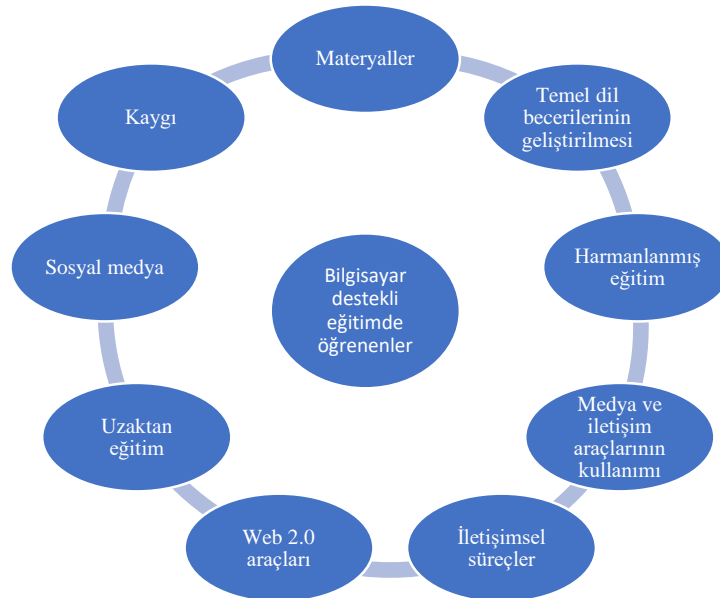 Materyaller
Temel dil
becerilerinin
geliştirilmesi
Harmanlanmış
eğitim
Medya ve
iletişim
araçlarının
kullanımı
İletişimsel
süreçler
Web 2.0
araçları
Uzaktan
eğitim
Sosyal medya
Kaygı
Bilgisayar
destekli
eğitimde
öğrenenler